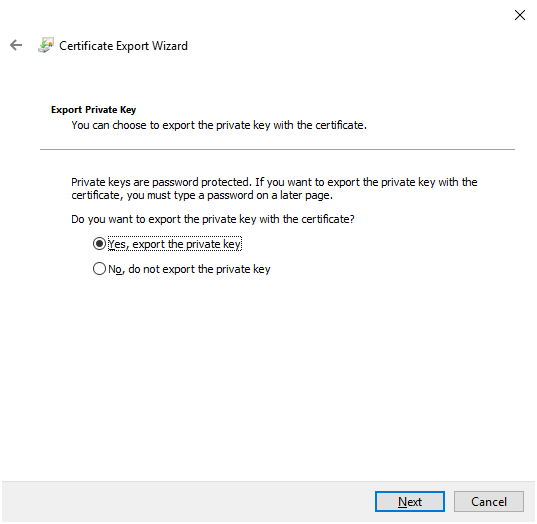 Certificate Export Wizard
Export Private Key
You can choose to export the private key with the certificate.
Private keys are password protected. If you want to export the private key with the
certificate, you must type a password on a later page.
Do you want to export the private key with the certificate?
Yes, export the private key
No, do not export the private key
Next
Cancel